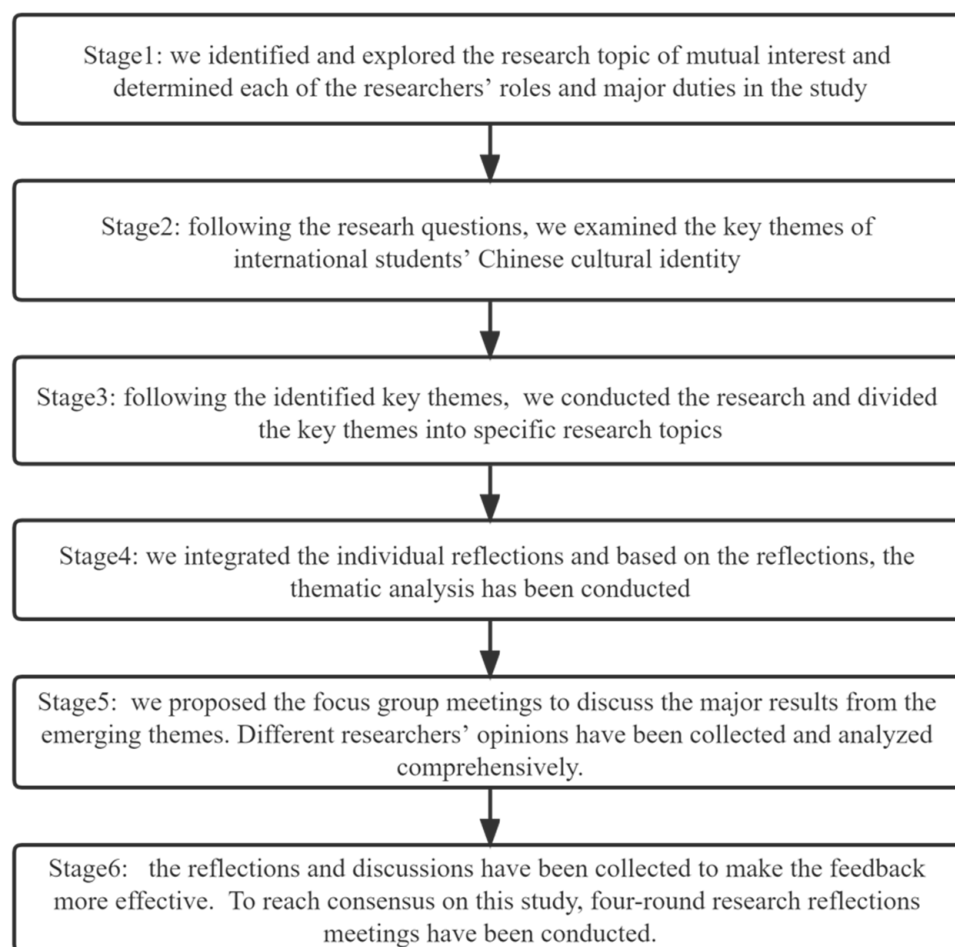 Stage1: we identified and explored the research topic of mutual interest and
determined each of the researchers’ roles and major duties in the study
Stage2: following the researh questions, we examined the key themes of
international students’ Chinese cultural identity
Stage3: following the identified key themes,  we conducted the research and divided
the key themes into specific research topics
Stage4: we integrated the individual reflections and based on the reflections, the
thematic analysis has been conducted
Stage5:  we proposed the focus group meetings to discuss the major results from the
emerging themes. Different researchers’ opinions have been collected and analyzed
comprehensively.
Stage6:   the reflections and discussions have been collected to make the feedback
more effective.  To reach consensus on this study, four-round research reflections
meetings have been conducted.